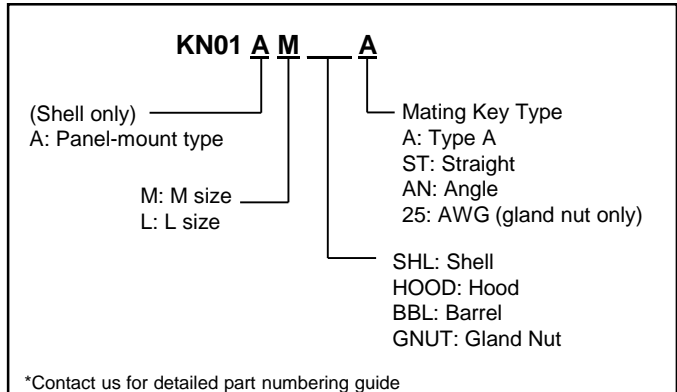 KN01 A M ___ A
(Shell only)
A: Panel-mount type
M: M size
L: L size
Mating Key Type
A: Type A
ST: Straight
AN: Angle
25: AWG (gland nut only)
SHL: Shell
HOOD: Hood
BBL: Barrel
GNUT: Gland Nut
*Contact us for detailed part numbering guide